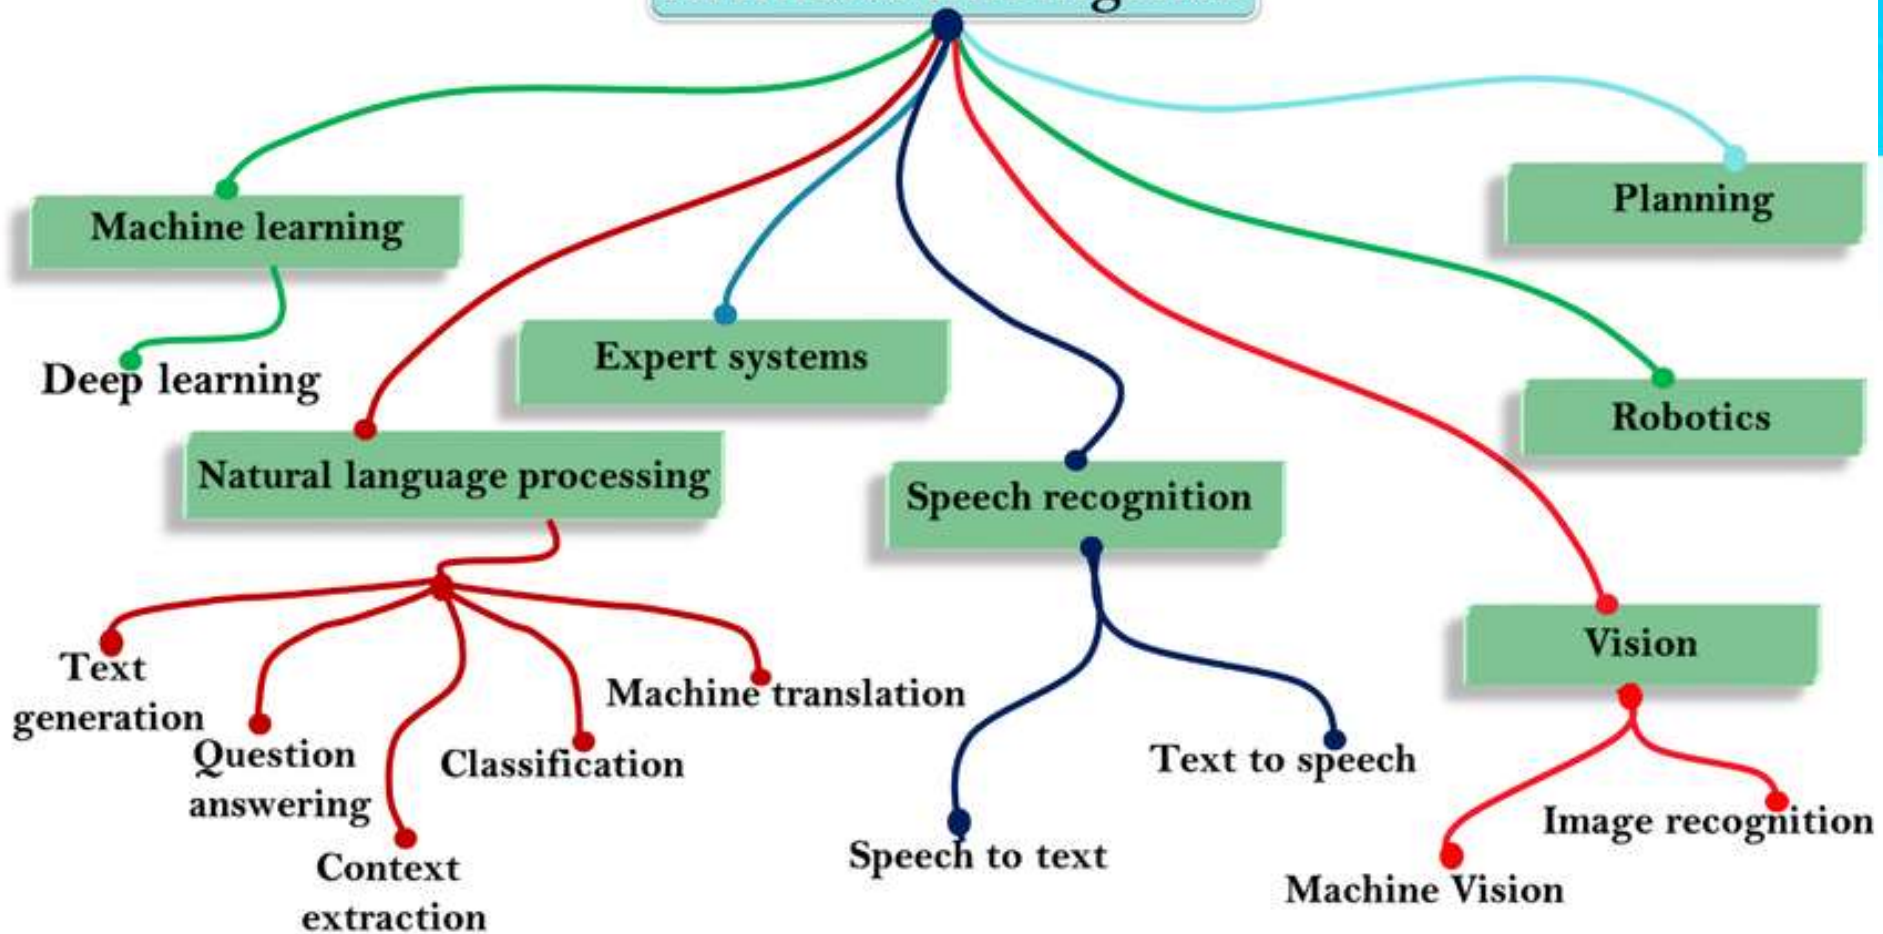 Machine learning
Planning
Deep learning
Expert systems
Robotics
Natural language processing
Speech recognition
Vision
Text
generation
Question
answering
Context
extraction
Classification
Machine translation
Speech to text
Text to speech
Machine Vision
Image recognition